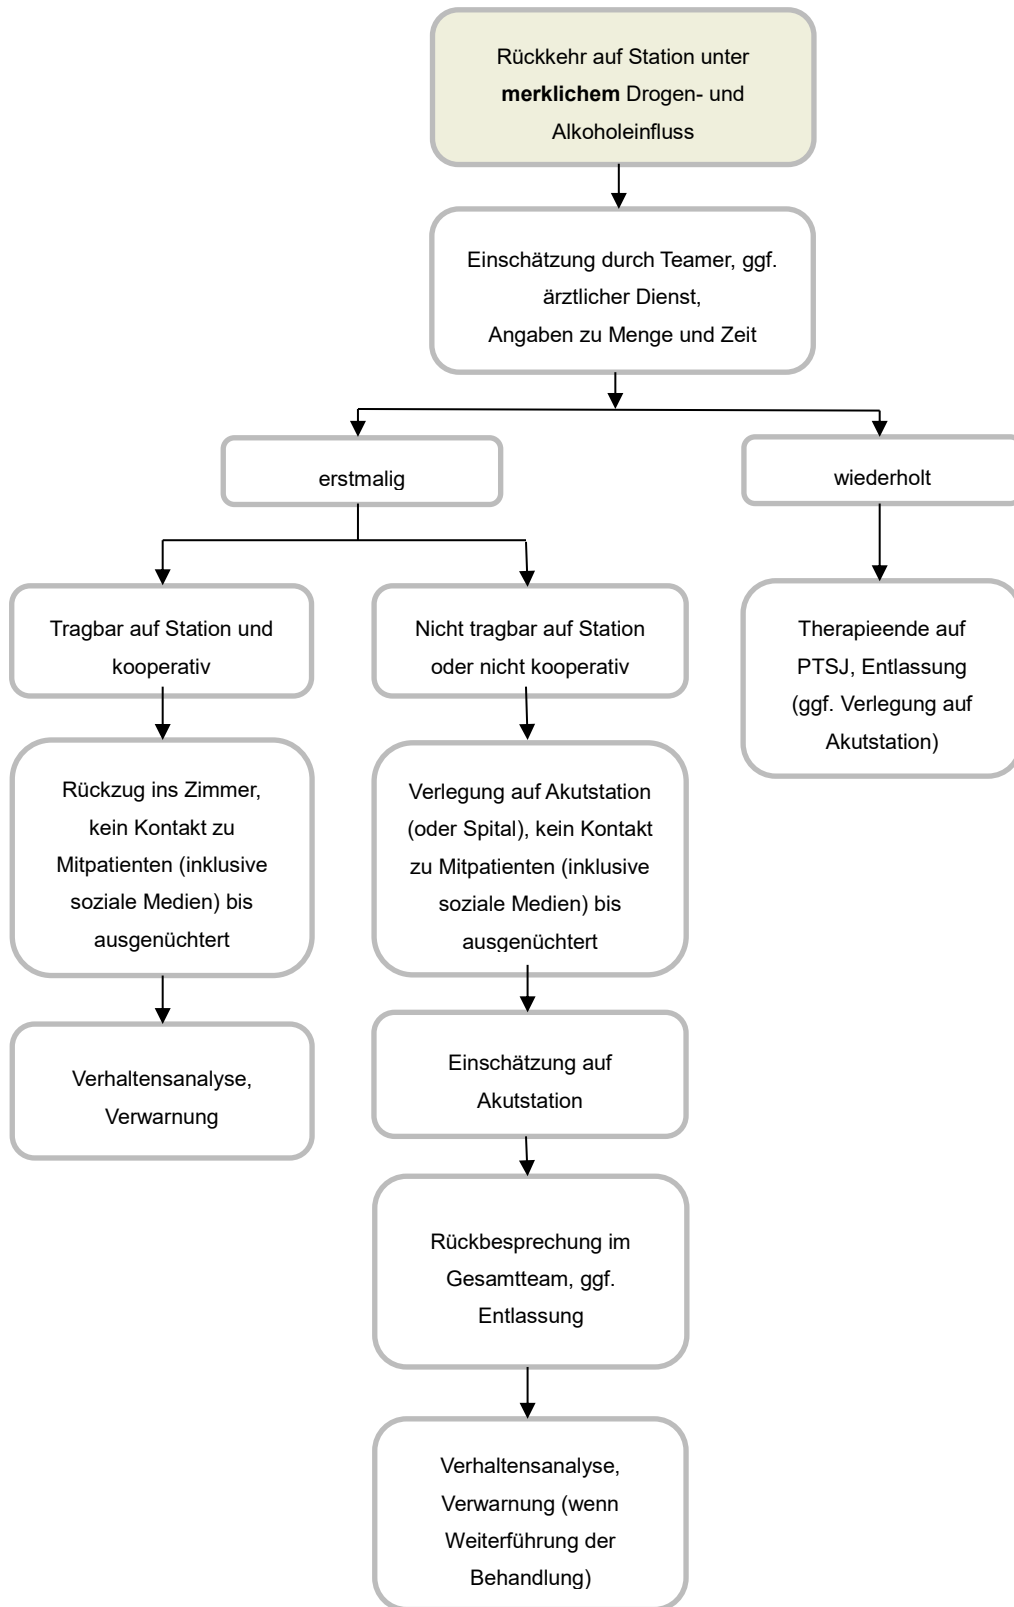 Rückkehr auf Station unter
merklichem Drogen- und
Alkoholeinfluss
Einschätzung durch Teamer, ggf.
ärztlicher Dienst,
Angaben zu Menge und Zeit
erstmalig
wiederholt
Tragbar auf Station und
kooperativ
Nicht tragbar auf Station
oder nicht kooperativ
Therapieende auf
PTSJ, Entlassung
(ggf. Verlegung auf
Akutstation)
Rückzug ins Zimmer,
kein Kontakt zu
Mitpatienten (inklusive
soziale Medien) bis
ausgenüchtert
Verlegung auf Akutstation
(oder Spital), kein Kontakt
zu Mitpatienten (inklusive
soziale Medien) bis
ausgenüchtert
Verhaltensanalyse,
Verwarnung
Einschätzung auf
Akutstation
Rückbesprechung im
Gesamtteam, ggf.
Entlassung
Verhaltensanalyse,
Verwarnung (wenn
Weiterführung der
Behandlung)